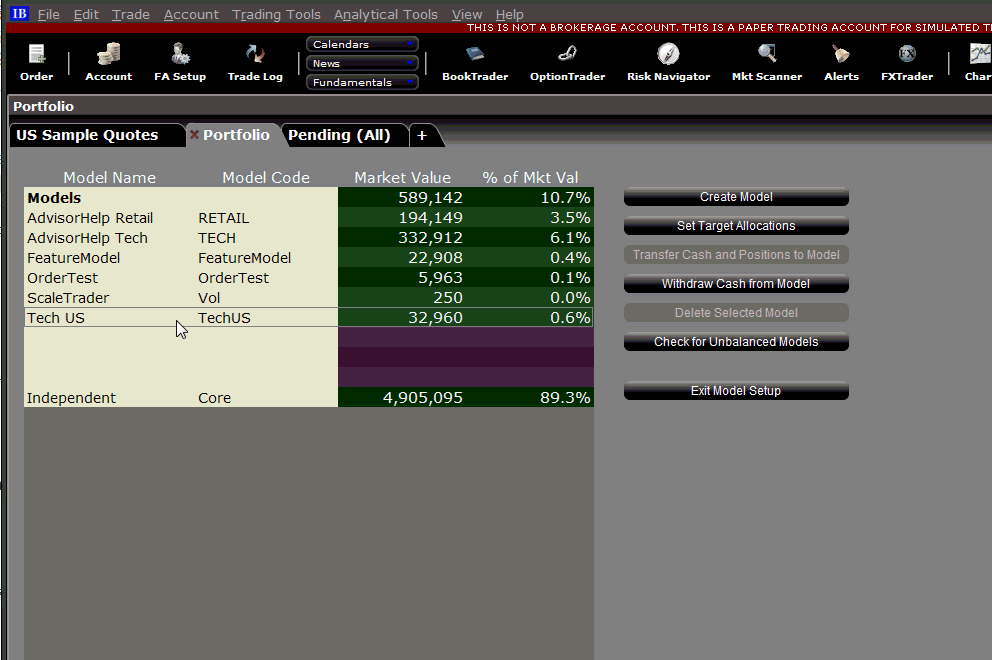 IB File Edit Trade Account Trading Tools Analytical Tools View Help
THIS IS NOT A BROKERAGE ACCOUNT. THIS IS A PAPER TRADING ACCOUNT FOR SIMULATED
Calendars
News
Fundamentals
FX
Order Account FA Setup Trade Log BookTrader OptionTrader Risk Navigator Mkt Scanner Alerts FXTrader
Portfolio
US Sample Quotes Portfolio Pending (All) +
Model Name Model Code Market Value % of Mkt Val
Models 589,142 10.7%
AdvisorHelp Retail RETAIL 194,149 3.5%
AdvisorHelp Tech TECH 332,912 6.1%
FeatureModel FeatureModel 22,908 0.4%
OrderTest OrderTest 5,963 0.1%
ScaleTrader Vol 250 0.0%
Tech US TechUS 32,960 0.6%
Independent Core 4,905,095 89.3%
Create Model
Set Target Allocations
Transfer Cash and Positions to Model
Withdraw Cash from Model
Delete Selected Model
Check for Unbalanced Models
Exit Model Setup